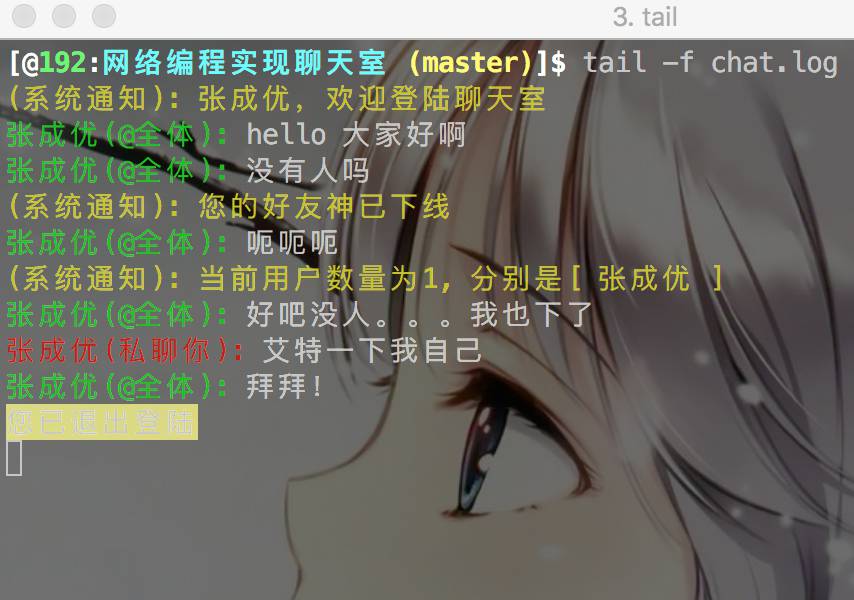 3. tail
[@192:网络编程实现聊天室 (master)]$ tail -f chat.log
(系统通知): 张成优, 欢迎登陆聊天室
张成优(@全体): hello 大家好啊
张成优(@全体): 没有人吗
(系统通知): 您的好友神已下线
张成优(@全体): 呃呃呃
(系统通知): 当前用户数量为1, 分别是[ 张成优 ]
张成优(@全体): 好吧没人。。。我也下了
张成优(私聊你): 艾特一下我自己
张成优(@全体): 拜拜!
您已退出登陆